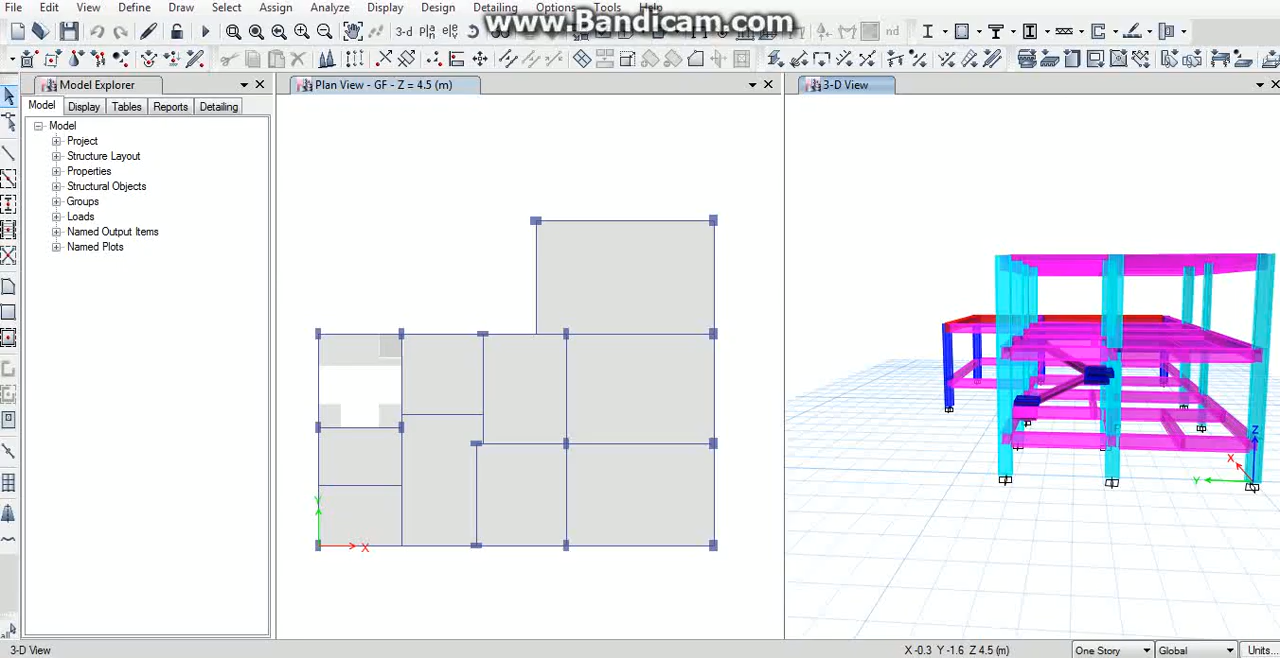 File Edit View Define Draw Select Assign Analyze Display Design Detailing Options Tools Help
www.Bandicam.com
3-d
nd
Model Explorer
Plan View - GF - Z = 4.5 (m)
3-D View
Model Display Tables Reports Detailing
Model
Project
Structure Layout
Properties
Structural Objects
Groups
Loads
Named Output Items
Named Plots
Y
X
Z
X
Y
3-D View
X -0.3 Y -1.6 Z 4.5 (m)
One Story
Global
Units...